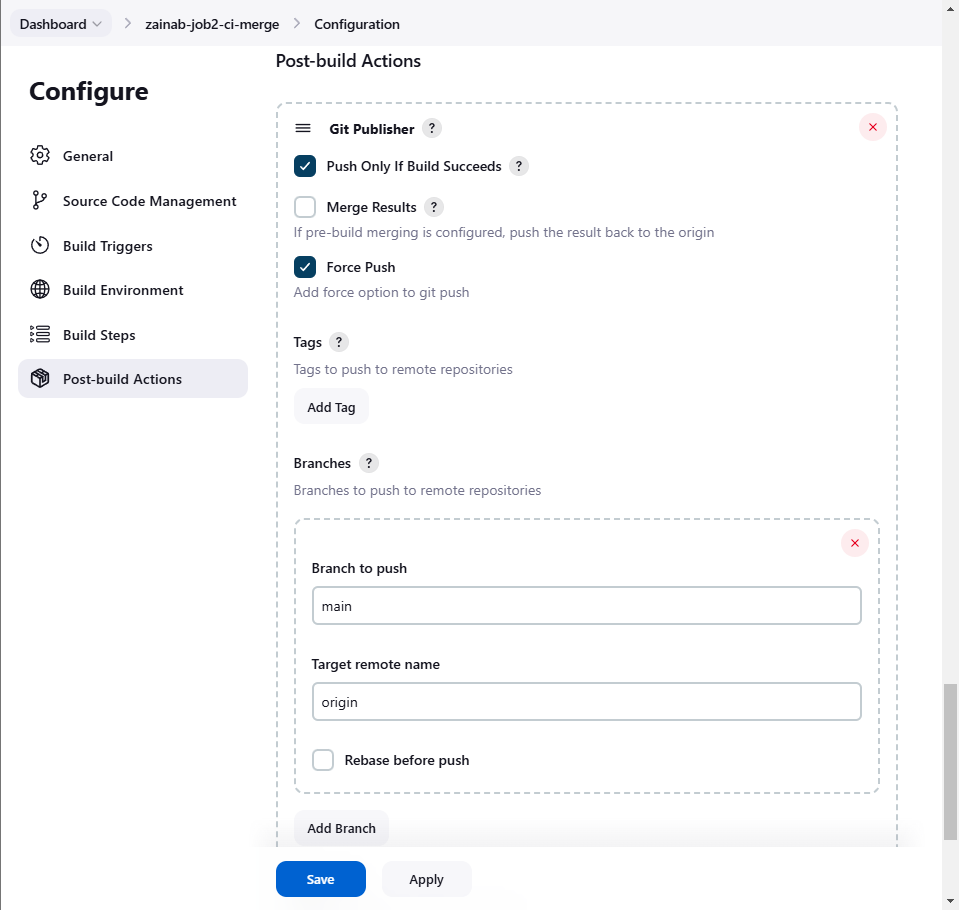 Dashboard
zainab-job2-ci-merge
Configuration
Configure
General
Source Code Management
Build Triggers
Build Environment
Build Steps
Post-build Actions
Post-build Actions
Git Publisher ?
Push Only If Build Succeeds ?
Merge Results ?
If pre-build merging is configured, push the result back to the origin
Force Push
Add force option to git push
Tags ?
Tags to push to remote repositories
Add Tag
Branches ?
Branches to push to remote repositories
Branch to push
main
Target remote name
origin
Rebase before push
Add Branch
Save
Apply